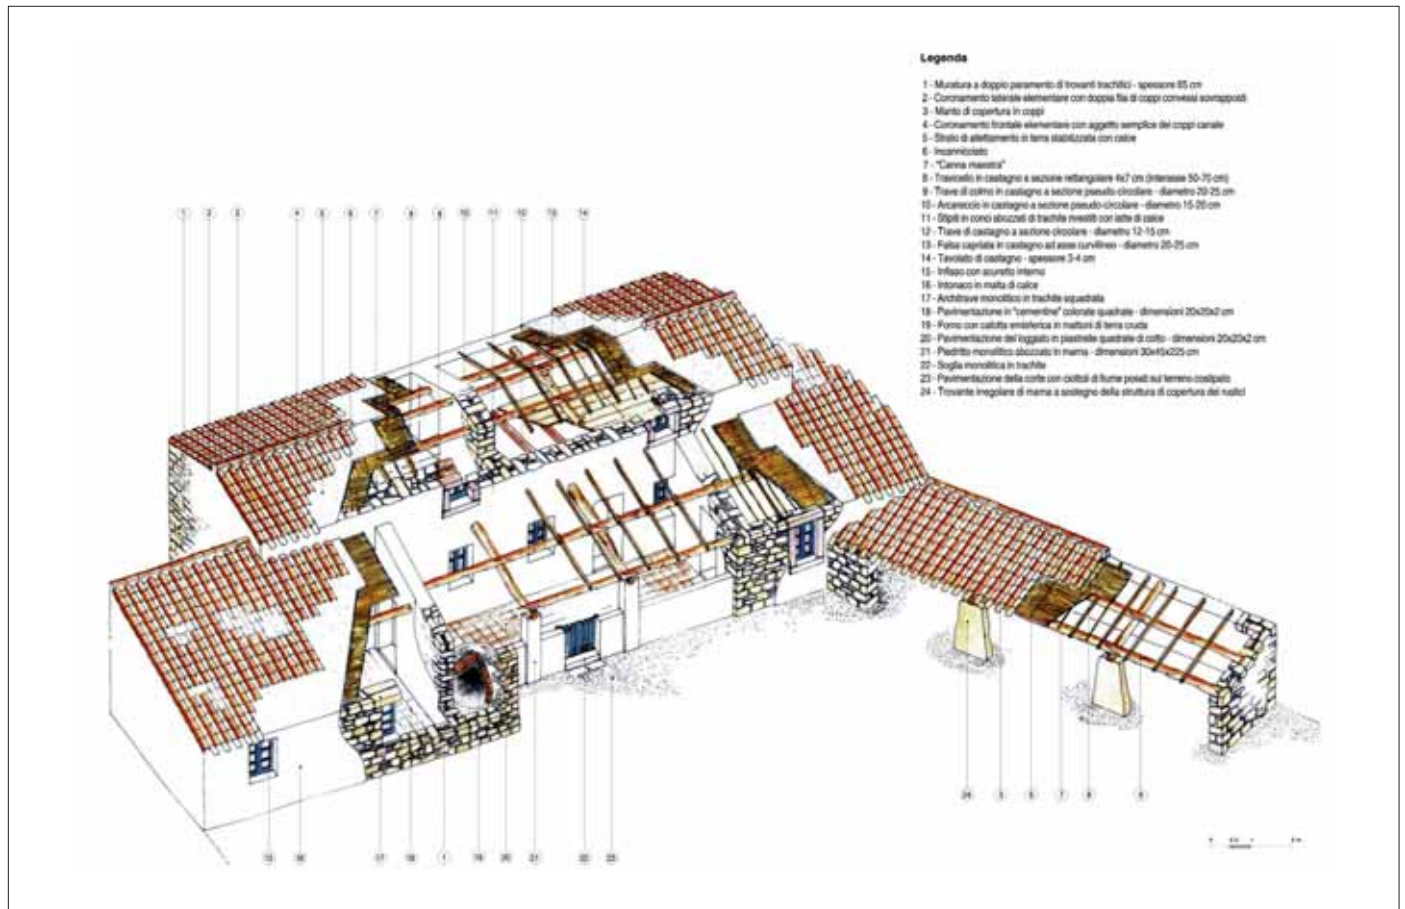 Legenda
1 - Muratura a doppio paramento di trovanti trachitici - spessore 65 cm
2 - Coronamento laterale elementare con doppia fila di coppi convessi sovrapposti
3 - Manto di copertura in coppi
4 - Coronamento frontale elementare con aggetto semplice dei coppi canale
5 - Strato di allettamento in terra stabilizzata con calce
6 - Incannicciato
7 - "Canna maestra"
8 - Travicello in castagno a sezione rettangolare 4x7 cm (interasse 50-70 cm)
9 - Trave di colmo in castagno a sezione pseudo circolare - diametro 20-25 cm
10 - Arcareccio in castagno a sezione pseudo circolare - diametro 15-20 cm
11 - Stipiti in conci abozzati di trachite rivestiti con latte di calce
12 - Trave di castagno a sezione circolare - diametro 12-15 cm
13 - Falsa capriata in castagno ad asse curvilineo - diametro 20-25 cm
14 - Tavolato di castagno - spessore 3-4 cm
15 - Infisso con scuretto interno
16 - Intonaco in malta di calce
17 - Architrave monolitico in trachite squadrata
18 - Pavimentazione in "cementine" colorate quadrate - dimensioni 20x20x2 cm
19 - Forno con calotta emisferica in mattoni di terra cruda
20 - Pavimentazione del loggiato in piastrelle quadrate di cotto - dimensioni 20x20x2 cm
21 - Piedritto monolitico abozzato in marna - dimensioni 30x45x225 cm
22 - Soglia monolitica in trachite
23 - Pavimentazione della corte con ciottoli di fiume posati sul terreno costipato
24 - Trovante irregolare di marna a sostegno della struttura di copertura dei rustici
1 2 3 4 5 6 7 8 9 10 11 12 13 14
24 3 5 7 8
15 16 17 18 1 19 20 21 22 23